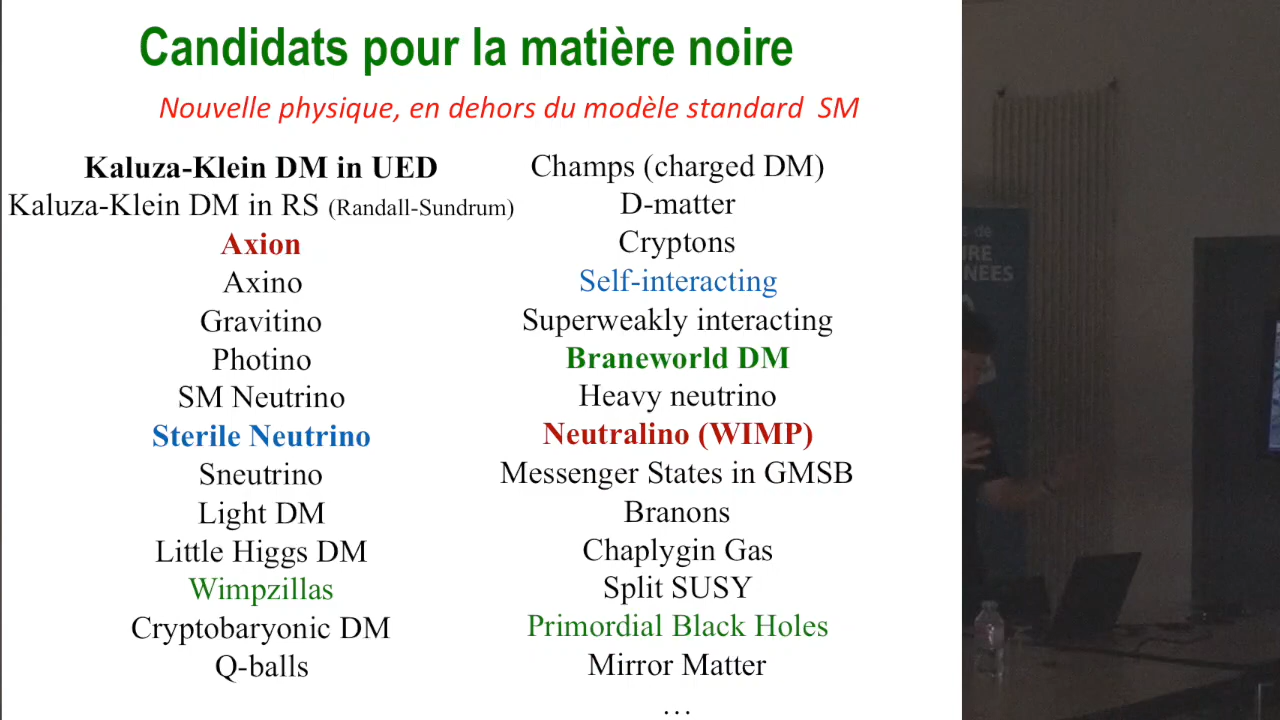 Candidats pour la matière noire
Nouvelle physique, en dehors du modèle standard SM
Kaluza-Klein DM in UED
Kaluza-Klein DM in RS (Randall-Sundrum)
Axion
Axino
Gravitino
Photino
SM Neutrino
Sterile Neutrino
Sneutrino
Light DM
Little Higgs DM
Wimpzillas
Cryptobaryonic DM
Q-balls
Champs (charged DM)
D-matter
Cryptons
Self-interacting
Superweakly interacting
Braneworld DM
Heavy neutrino
Neutralino (WIMP)
Messenger States in GMSB
Branons
Chaplygin Gas
Split SUSY
Primordial Black Holes
Mirror Matter
...
de